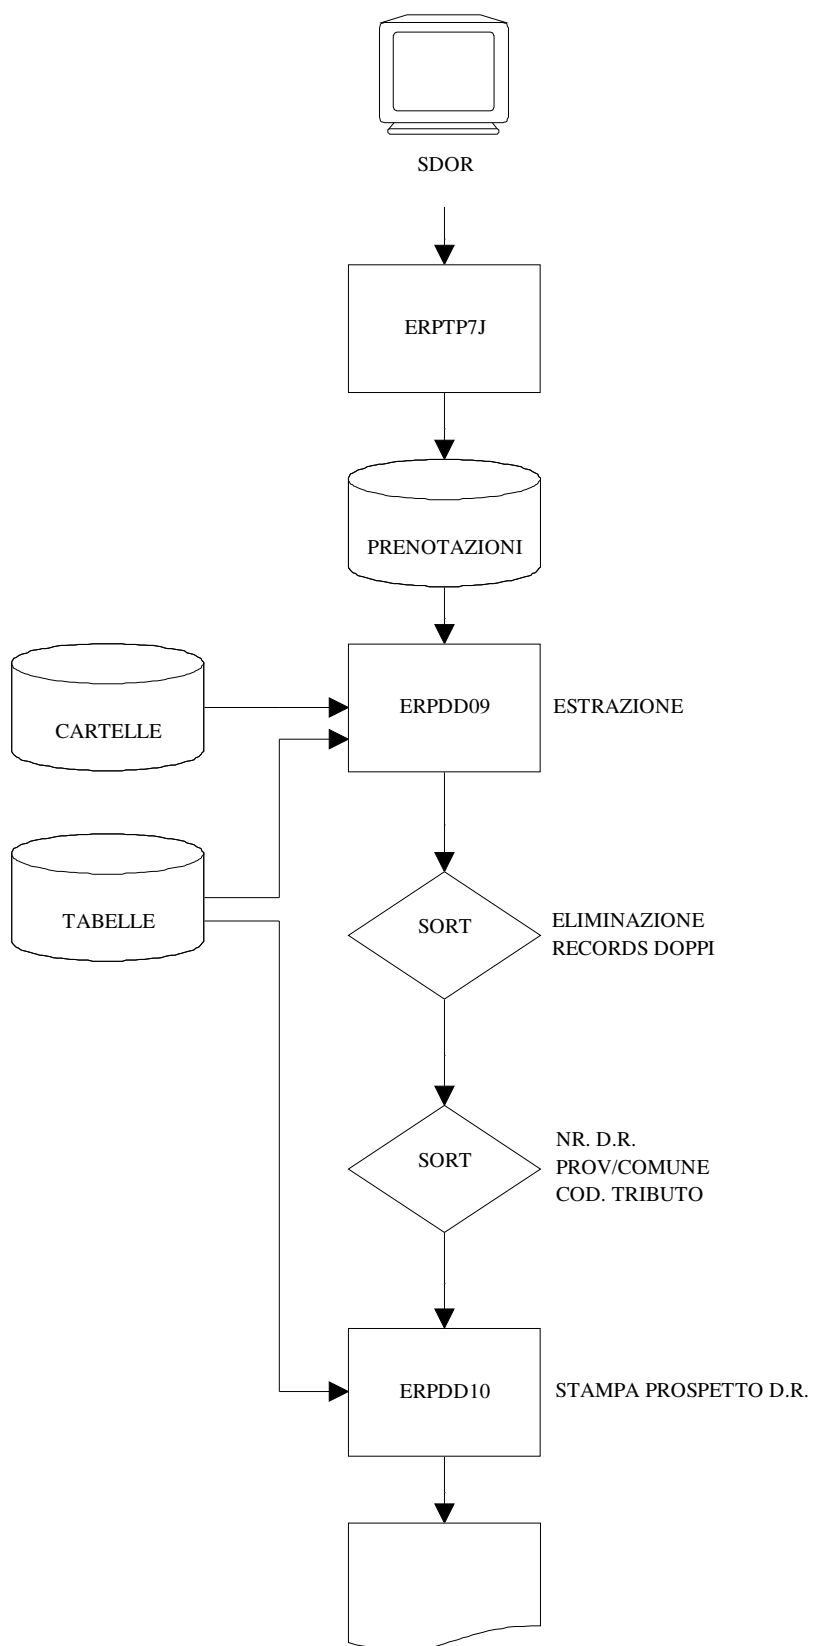 SDOR
ERPTP7J
PRENOTAZIONI
CARTELLE
ERPDD09
ESTRAZIONE
TABELLE
SORT
ELIMINAZIONE
RECORDS DOPPI
SORT
NR. D.R.
PROV/COMUNE
COD. TRIBUTO
ERPDD10
STAMPA PROSPETTO D.R.